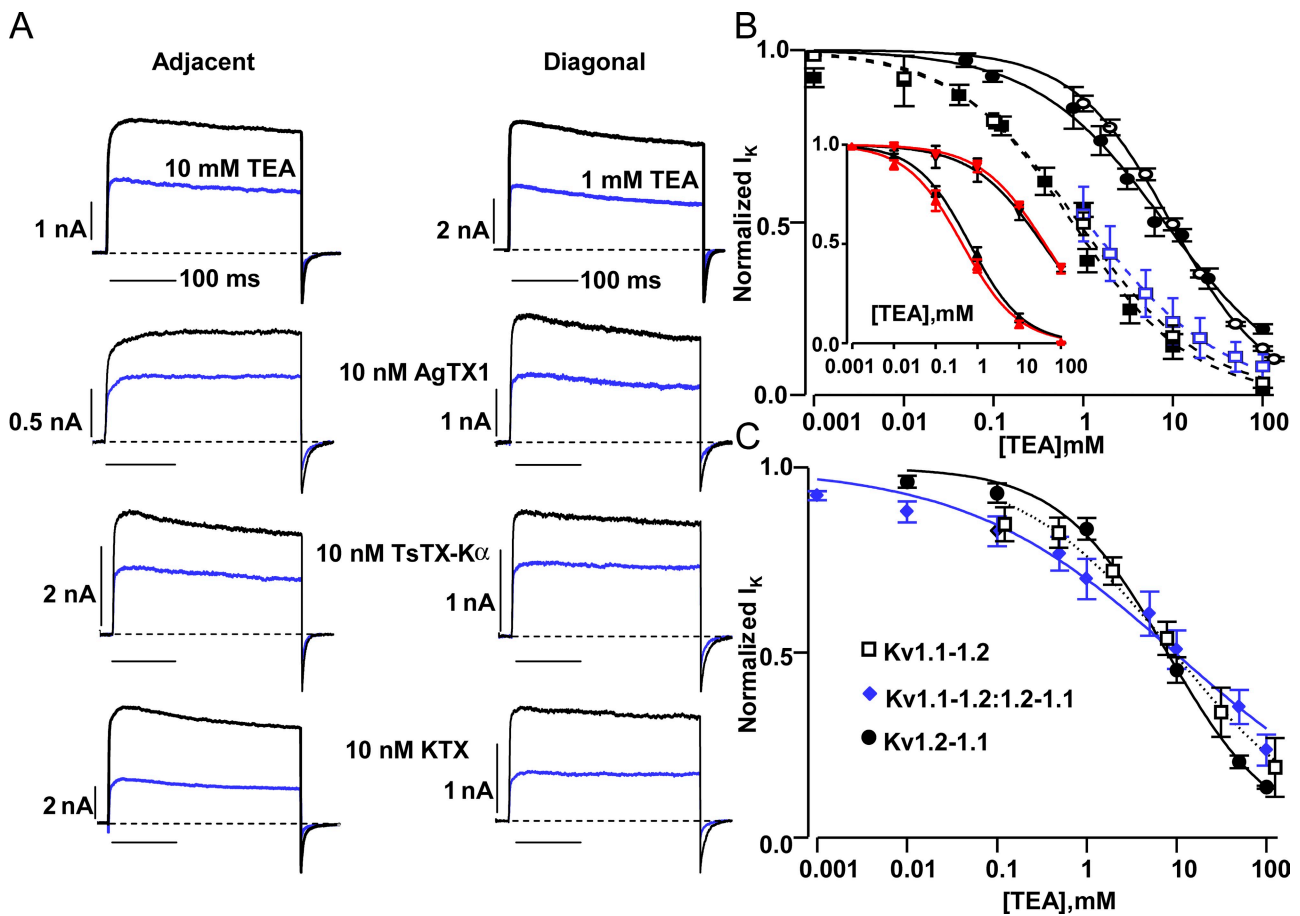 A
Adjacent
Diagonal
10 mM TEA
1 nA
100 ms
1 mM TEA
2 nA
100 ms
10 nM AgTX1
0.5 nA
1 nA
10 nM TsTX-Kα
2 nA
1 nA
10 nM KTX
2 nA
1 nA
B
1.0
0.5
0.0
Normalized IK
0.001 0.01 0.1 1 10 100
[TEA],mM
1.0
0.5
0.0
[TEA],mM
0.001 0.01 0.1 1 10 100
C
1.0
0.5
0.0
Normalized IK
Kv1.1-1.2
Kv1.1-1.2:1.2-1.1
Kv1.2-1.1
0.001 0.01 0.1 1 10 100
[TEA],mM